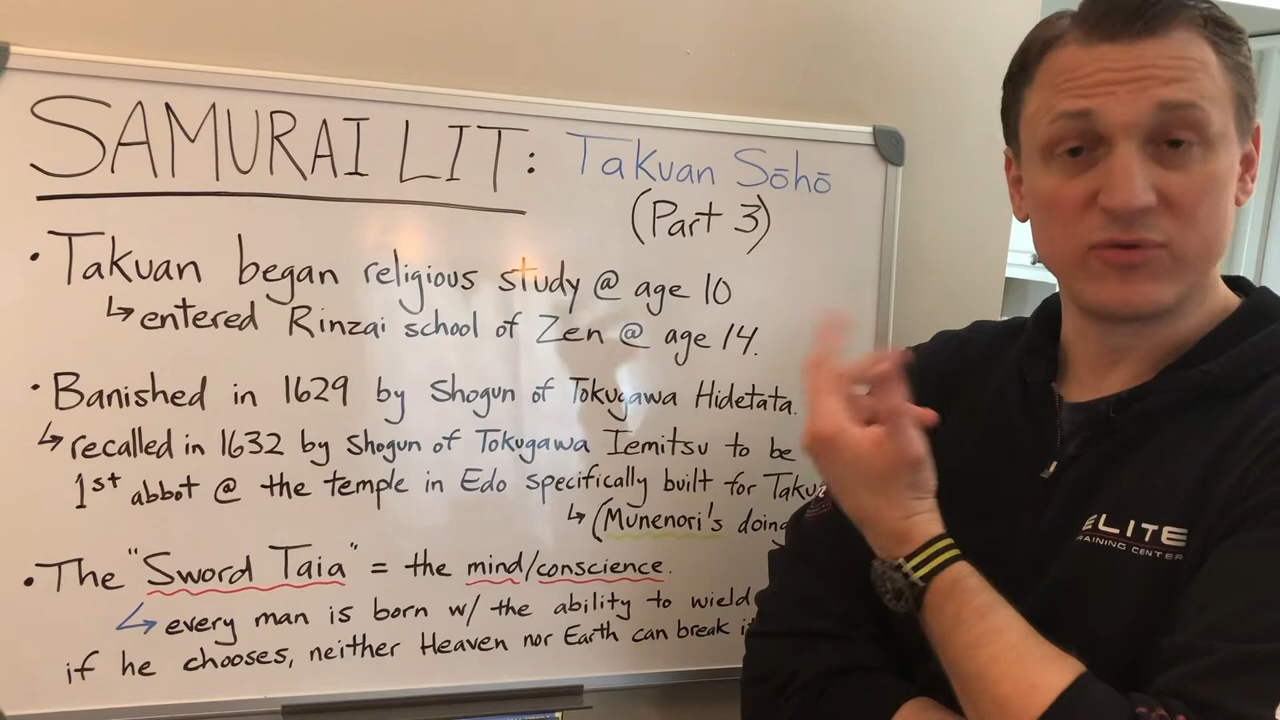 SAMURAI LIT: Takuan Sōhō
(Part 3)
• Takuan began religious study @ age 10
↳ entered Rinzai school of Zen @ age 14.
• Banished in 1629 by Shogun of Tokugawa Hidetata.
↳ recalled in 1632 by Shogun of Tokugawa Iemitsu to be
1st abbot @ the temple in Edo specifically built for
↳ (Munenori's doing
• The "Sword Taia" = the mind/conscience.
↳ every man is born w/ the ability to wield
if he chooses, neither Heaven nor Earth can break
ELITE
TRAINING CENTER